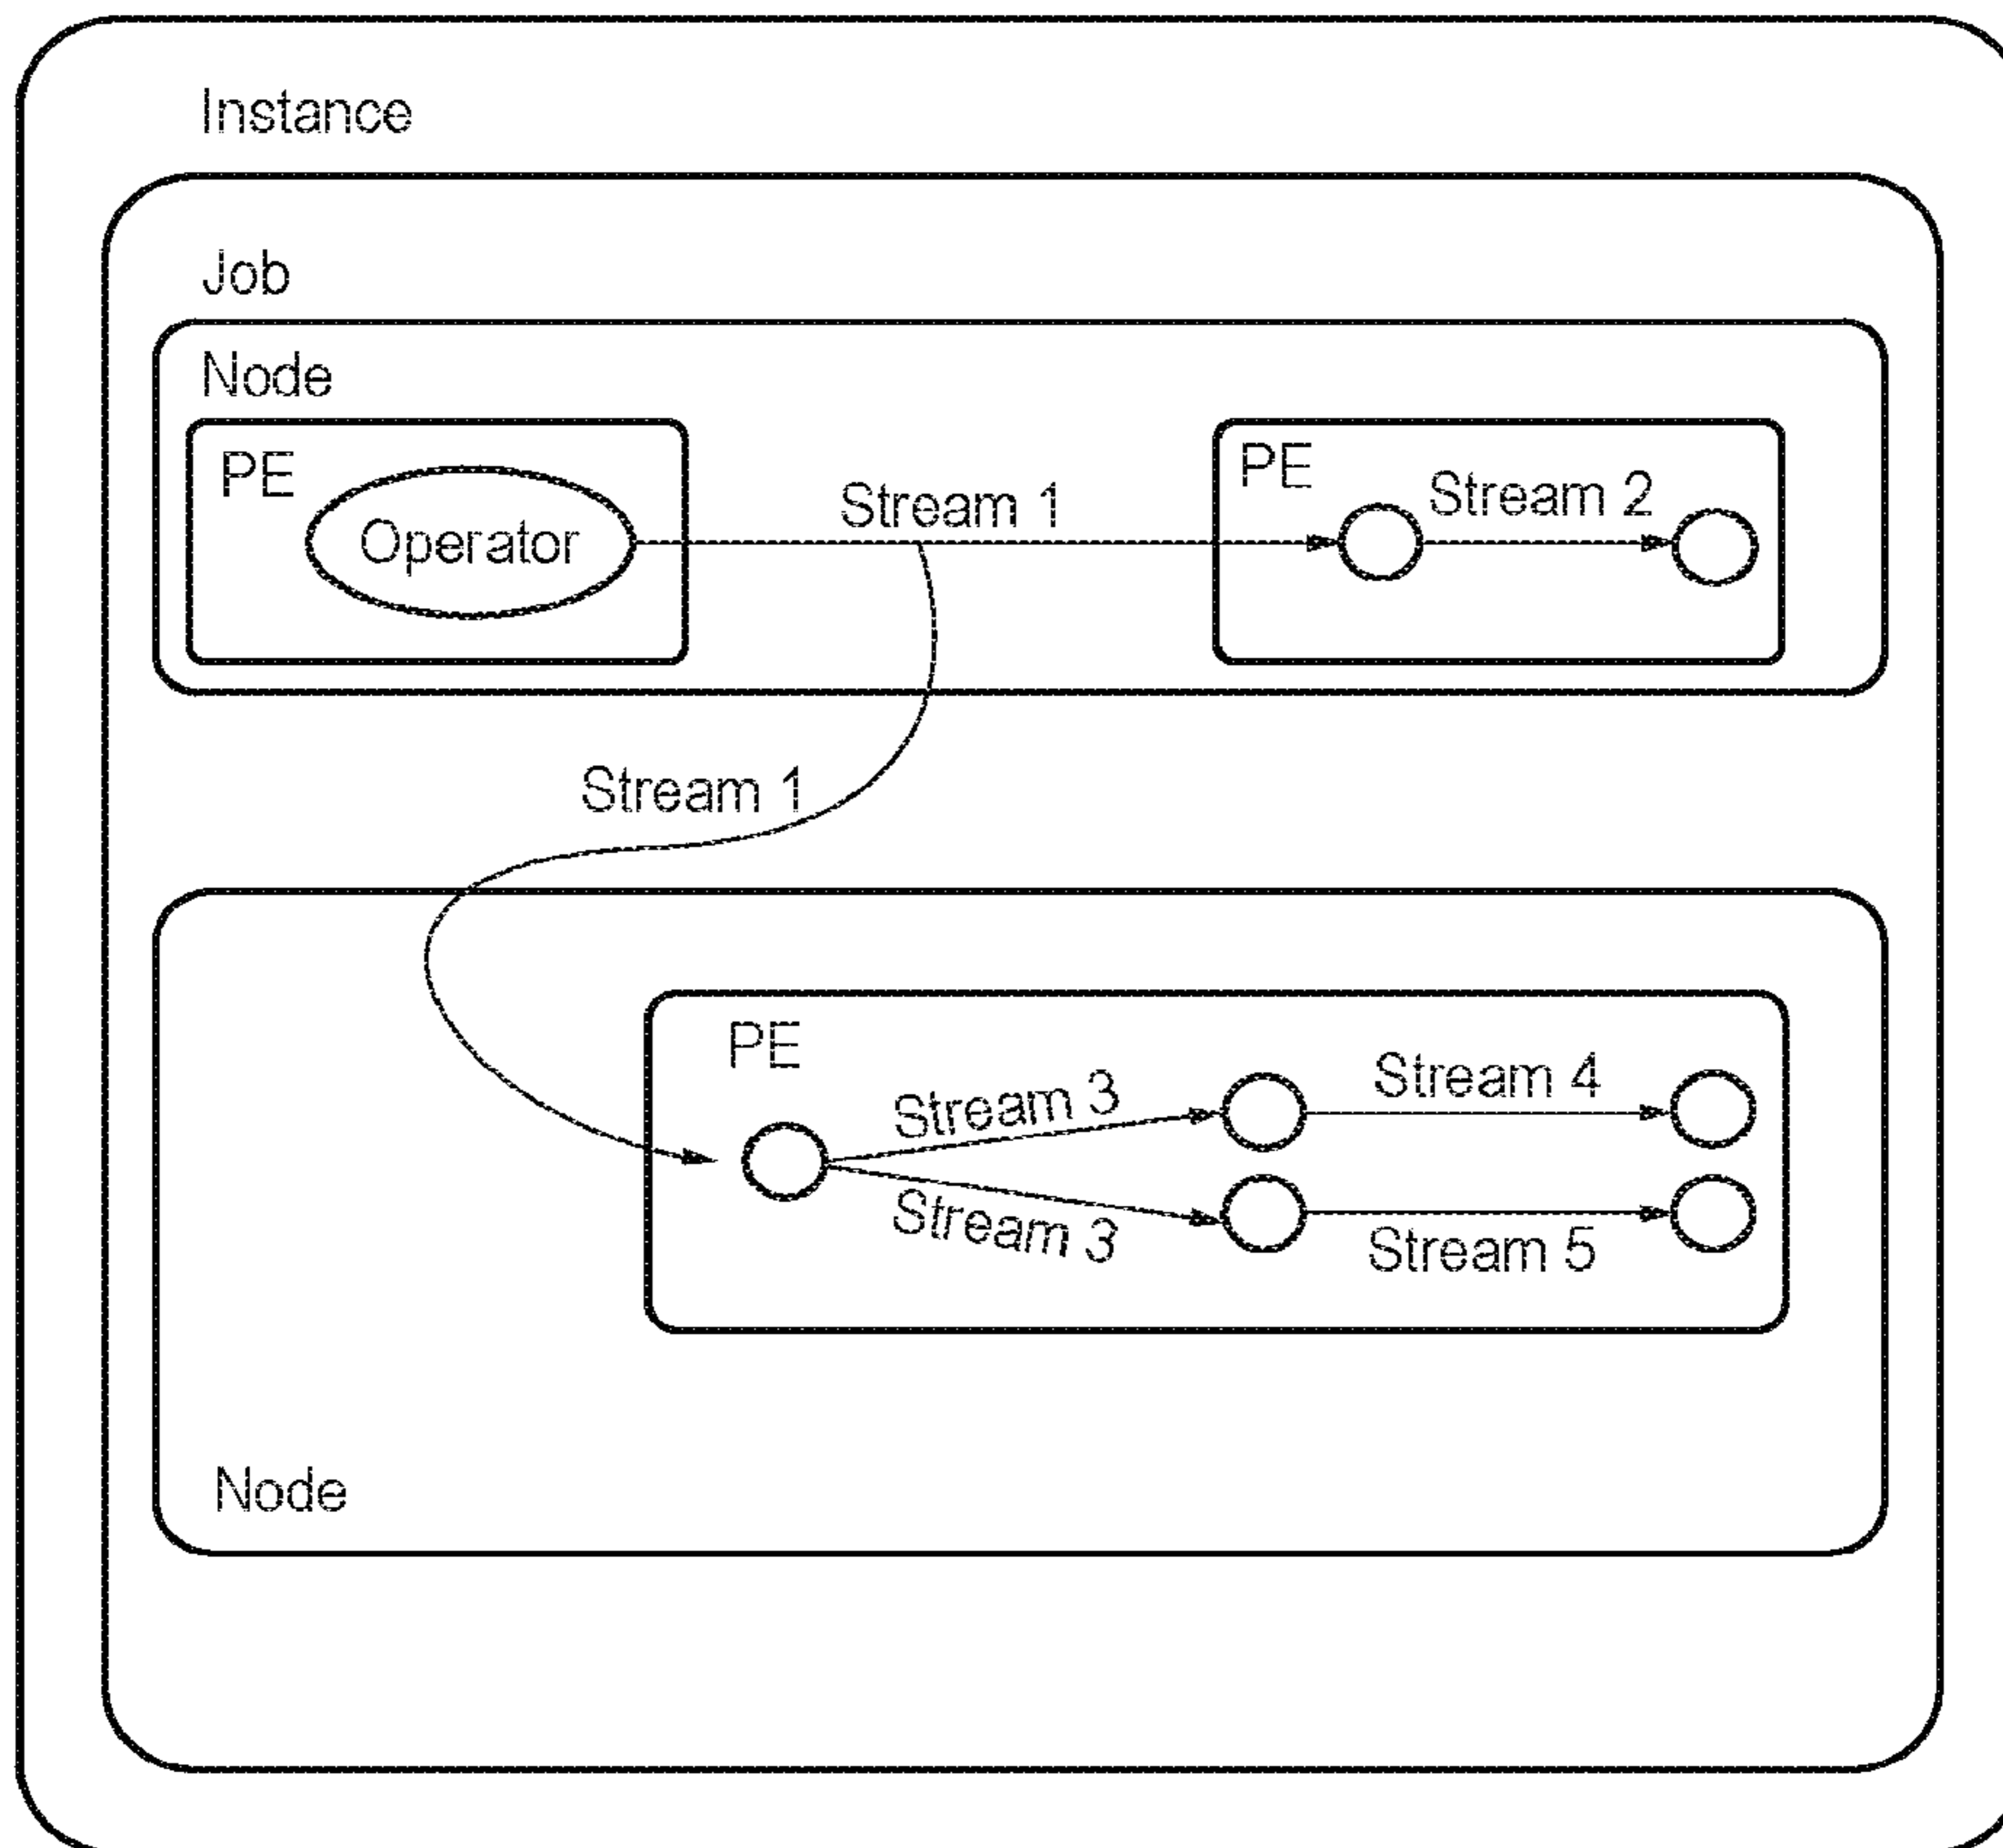 Instance
Job
Node
PE
Operator
Stream 1
PE
Stream 2
Stream 1
PE
Stream 3
Stream 4
Stream 3
Stream 5
Node